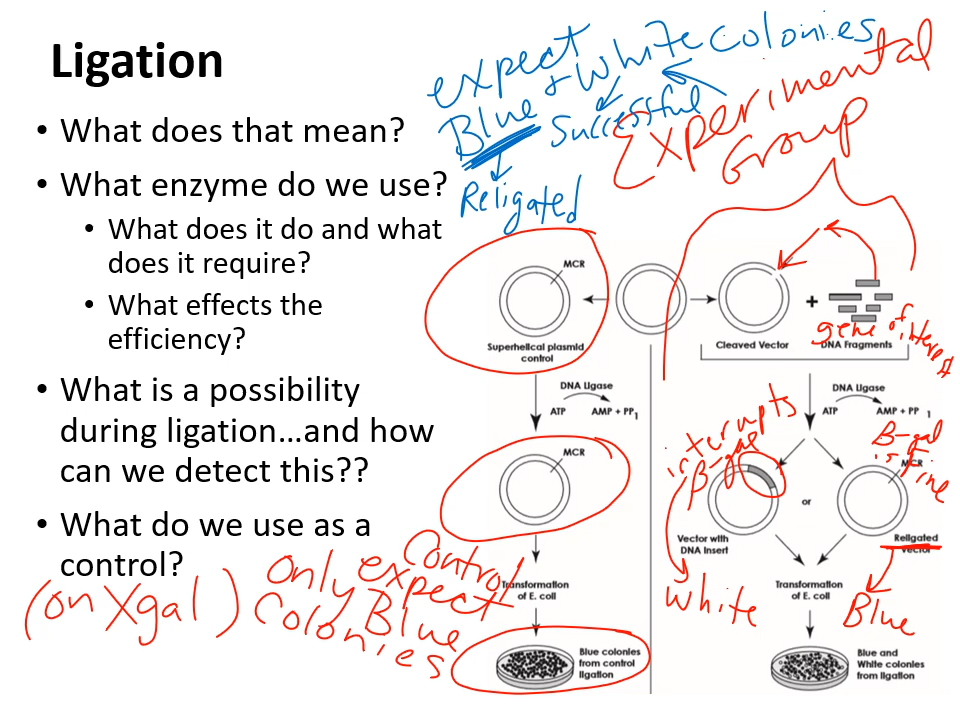 Ligation
• What does that mean?
• What enzyme do we use?
• What does it do and what
does it require?
• What effects the
efficiency?
• What is a possibility
during ligation…and how
can we detect this??
• What do we use as a
control?
expect
Blue & White Colonies
Successful
Religated
Experimental
Group
MCR
Superhelical plasmid
control
Cleaved Vector
+
DNA Fragments
gene of interest
DNA Ligase
ATP AMP + PP1
DNA Ligase
ATP AMP + PP 1
MCR
interupts
β-gal
β-gal
is fine
MCR
or
Vector with
DNA Insert
Religated
Vector
White
Blue
Control
Only expect
Blue
Colonies
(on Xgal)
Transformation
of E. coll
Transformation
of E. coll
Blue colonies
from control
ligation
Blue and
White colonies
from ligation